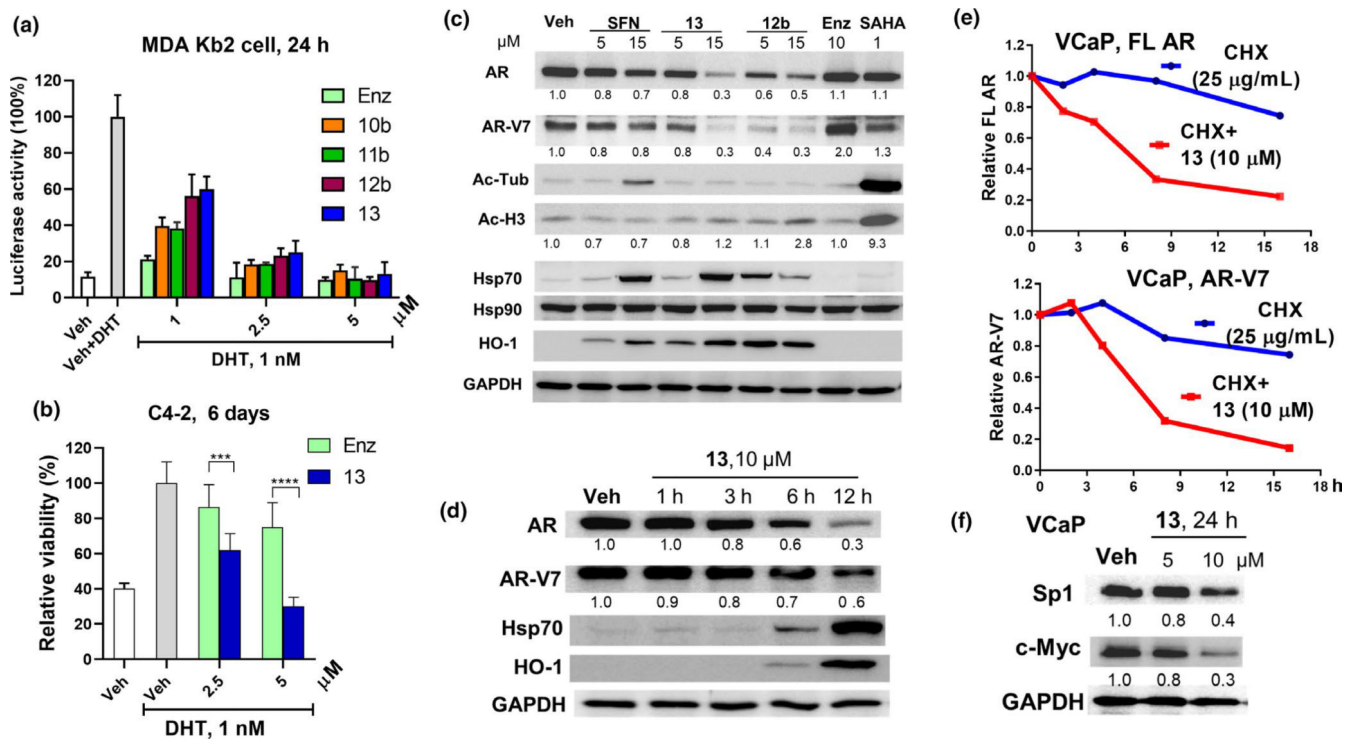 (a)
MDA Kb2 cell, 24 h
Luciferase activity (100%)
120
100
80
60
40
20
0
Enz
10b
11b
12b
13
Veh
Veh+DHT
1
2.5
5
μM
DHT, 1 nM
(b)
C4-2, 6 days
Relative viability (%)
120
100
80
60
40
20
0
Enz
13
***
****
Veh
Veh
2.5
5
μM
DHT, 1 nM
(c)
Veh SFN 13 12b Enz SAHA
μM 5 15 5 15 5 15 10 1
AR
1.0 0.8 0.7 0.8 0.3 0.6 0.5 1.1 1.1
AR-V7
1.0 0.8 0.8 0.8 0.3 0.4 0.3 2.0 1.3
Ac-Tub
Ac-H3
1.0 0.7 0.7 0.8 1.2 1.1 2.8 1.0 9.3
Hsp70
Hsp90
HO-1
GAPDH
(d)
13,10 μM
Veh 1 h 3 h 6 h 12 h
AR
1.0 1.0 0.8 0.6 0.3
AR-V7
1.0 0.9 0.8 0.7 0.6
Hsp70
HO-1
GAPDH
(e)
VCaP, FL AR
Relative FL AR
1.2
1.0
0.8
0.6
0.4
0.2
0.0
CHX
(25 μg/mL)
CHX+
13 (10 μM)
0 3 6 9 12 15 18
VCaP, AR-V7
Relative AR-V7
1.2
1.0
0.8
0.6
0.4
0.2
0.0
CHX
(25 μg/mL)
CHX+
13 (10 μM)
0 3 6 9 12 15 18 h
(f)
VCaP 13, 24 h
Veh 5 10 μM
Sp1
1.0 0.8 0.4
c-Myc
1.0 0.8 0.3
GAPDH